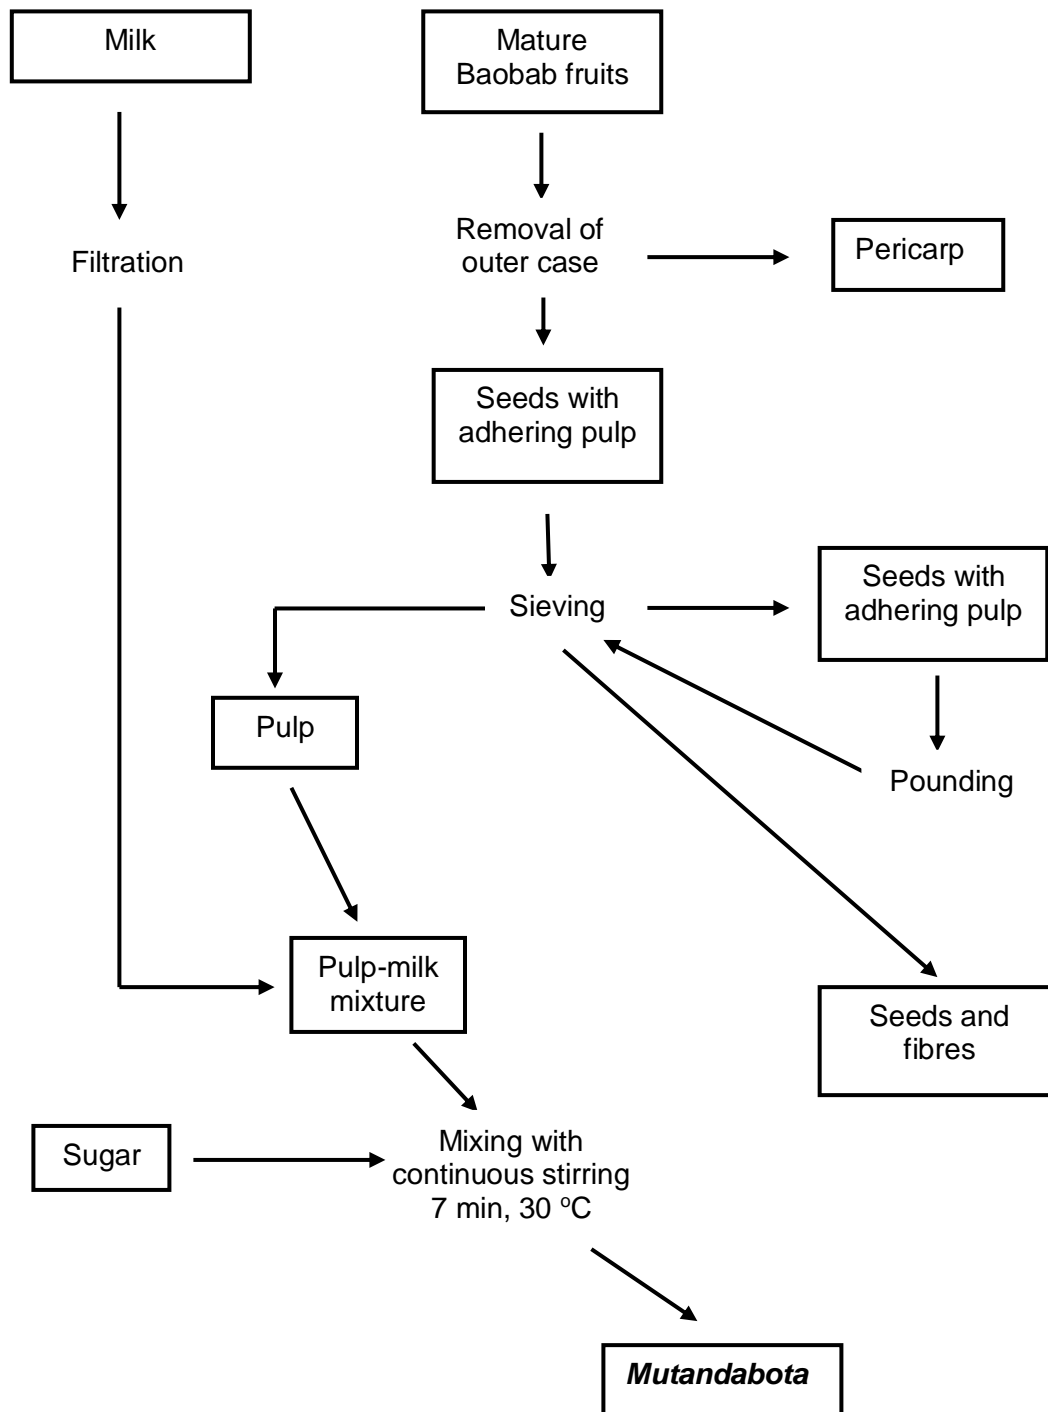 Milk
Mature
Baobab fruits
Removal of
outer case
Filtration
Pericarp
Seeds with
adhering pulp
Sieving
Seeds with
adhering pulp
Pulp
Pounding
Pulp-milk
mixture
Seeds and
fibres
Sugar
Mixing with
continuous stirring
7 min, 30 °C
Mutandabota